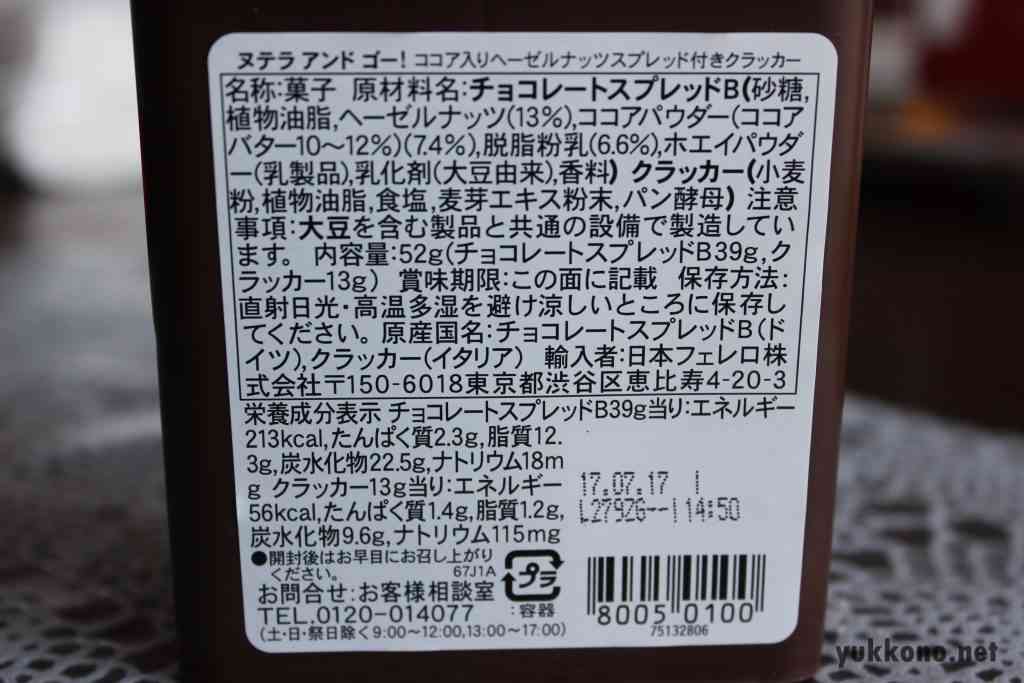 ヌテラ アンド ゴー! ココア入りヘーゼルナッツスプレッド付きクラッカー
名称:菓子 原材料名:チョコレートスプレッドB(砂糖,
植物油脂,ヘーゼルナッツ(13%),ココアパウダー(ココア
バター10〜12%)(7.4%),脱脂粉乳(6.6%),ホエイパウダ
ー(乳製品),乳化剤(大豆由来),香料) クラッカー(小麦
粉,植物油脂,食塩,麦芽エキス粉末,パン酵母) 注意
事項:大豆を含む製品と共通の設備で製造してい
ます。 内容量:52g(チョコレートスプレッドB39g,ク
ラッカー13g) 賞味期限:この面に記載 保存方法:
直射日光・高温多湿を避け涼しいところに保存し
てください。原産国名:チョコレートスプレッドB(ド
イツ),クラッカー(イタリア) 輸入者:日本フェレロ株
式会社〒150-6018東京都渋谷区恵比寿4-20-3
栄養成分表示 チョコレートスプレッドB39g当り:エネルギー
213kcal,たんぱく質2.3g,脂質12.
3g,炭水化物22.5g,ナトリウム18m
g クラッカー13g当り:エネルギー
56kcal,たんぱく質1.4g,脂質1.2g,
炭水化物9.6g,ナトリウム115mg
17.07.17 |
L27926--|14:50
●開封後はお早目にお召し上がり
ください。 67J1A
お問合せ:お客様相談室
TEL.0120-014077
(土・日・祭日除く9:00〜12:00,13:00〜17:00)
プラ
:容器
80050100
75132806
yukkono.net